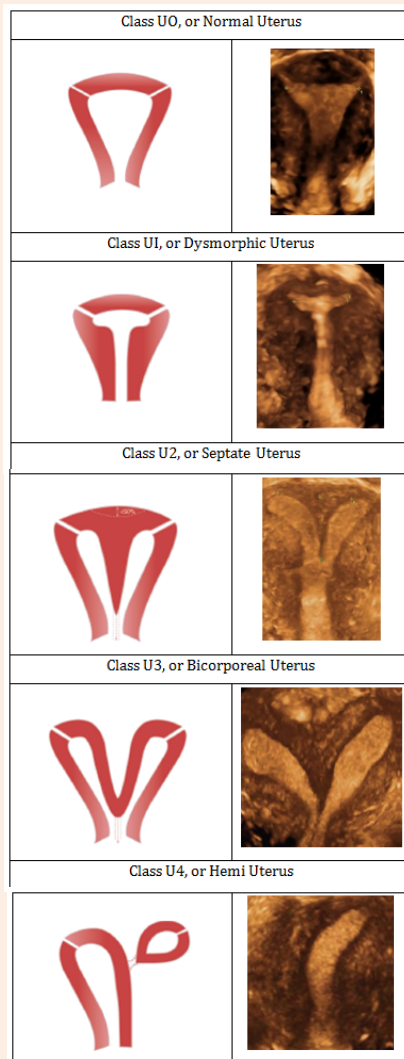 Class UO, or Normal Uterus
Class UI, or Dysmorphic Uterus
Class U2, or Septate Uterus
Class U3, or Bicorporeal Uterus
Class U4, or Hemi Uterus